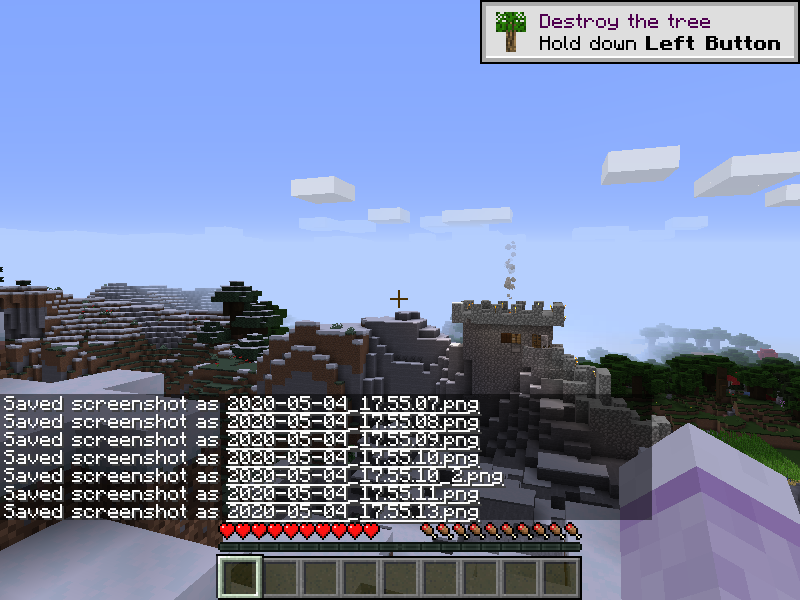 Destroy the tree
Hold down Left Button
Saved screenshot as 2020-05-04_17.55.07.png
Saved screenshot as 2020-05-04_17.55.08.png
Saved screenshot as 2020-05-04_17.55.09.png
Saved screenshot as 2020-05-04_17.55.10.png
Saved screenshot as 2020-05-04_17.55.10_2.png
Saved screenshot as 2020-05-04_17.55.11.png
Saved screenshot as 2020-05-04_17.55.13.png